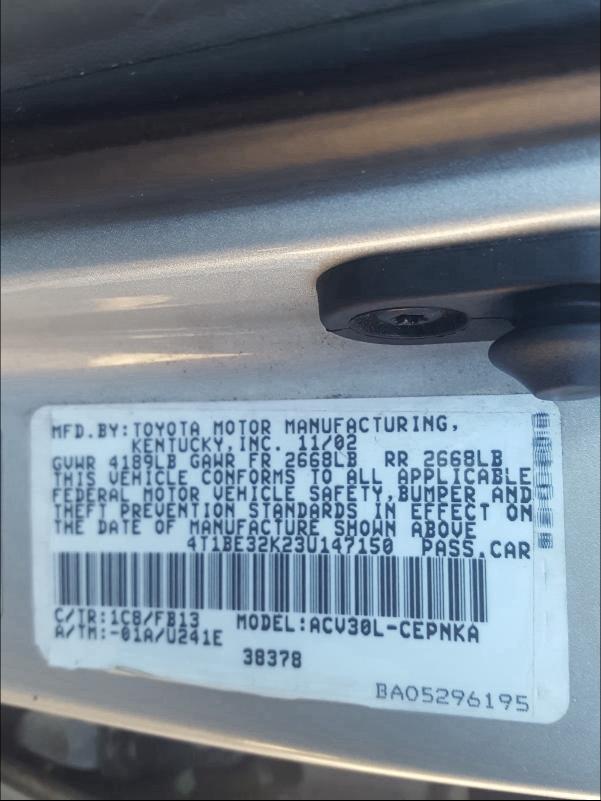 MFD.BY:TOYOTA MOTOR MANUFACTURING,
KENTUCKY,INC. 11/02
GVWR 4189LB GAWR FR 2668LB RR 2668LB
THIS VEHICLE CONFORMS TO ALL APPLICABLE
FEDERAL MOTOR VEHICLE SAFETY,BUMPER AND
THEFT PREVENTION STANDARDS IN EFFECT ON
THE DATE OF MANUFACTURE SHOWN ABOVE
4T1BE32K23U147150 PASS.CAR
C/TR:1C8/FB13 MODEL:ACV30L-CEPNKA
A/TM:-01A/U241E
38378
BA05296195